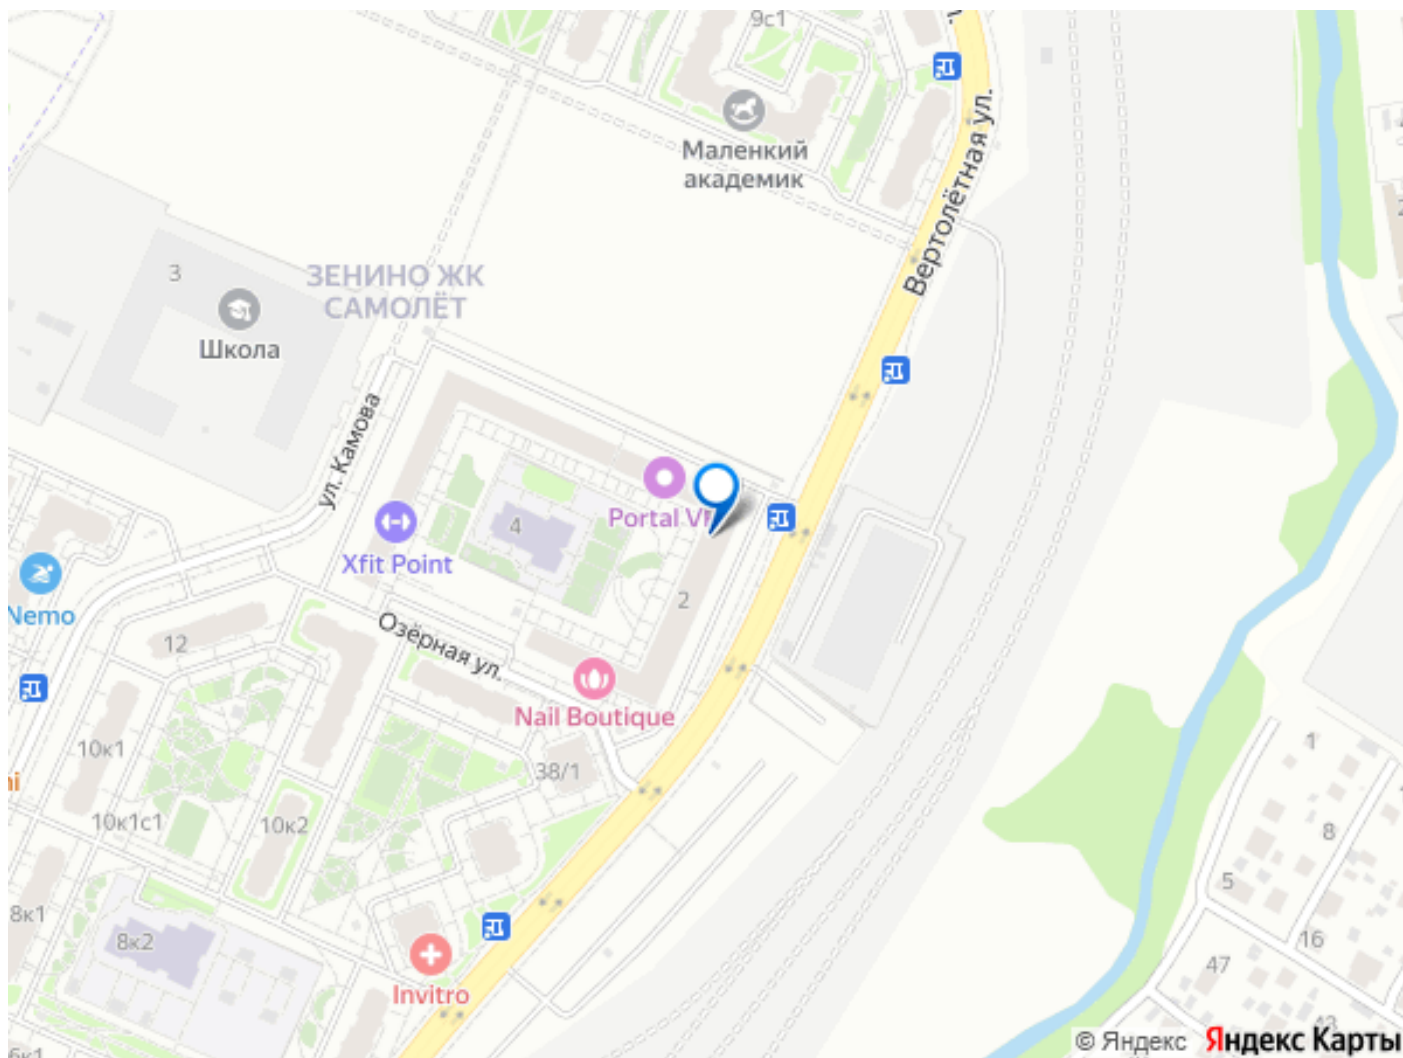 9с1
Маленкий
академик
Вертолётная ул.
3
ЗЕНИНО ЖК
САМОЛЁТ
Школа
ул. Камова
Portal V
4
Xfit Point
Nemo
2
Озёрная ул.
12
Nail Boutique
10к1
38/1
1
10к1с1
10к2
8
5
8к1
8к2
16
47
Invitro
© Яндекс
Яндекс Карты